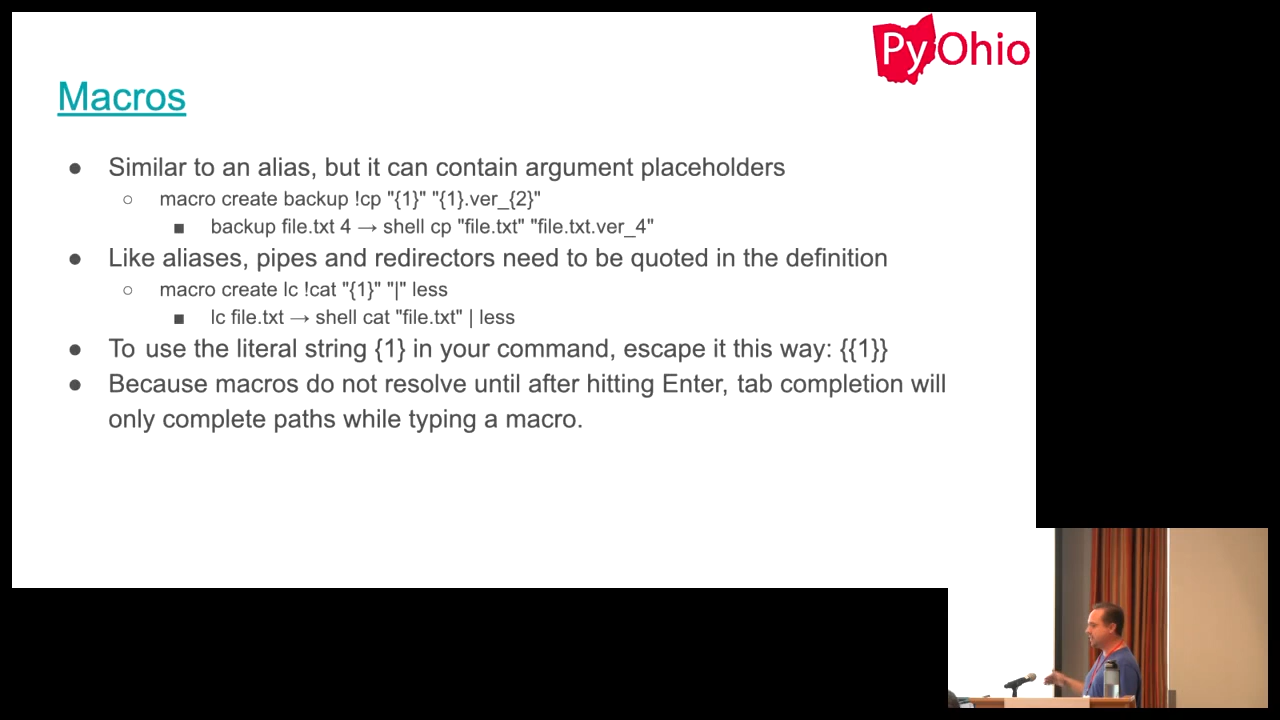 PyOhio
Macros
● Similar to an alias, but it can contain argument placeholders
○ macro create backup !cp "{1}" "{1}.ver_{2}"
■ backup file.txt 4 → shell cp "file.txt" "file.txt.ver_4"
● Like aliases, pipes and redirectors need to be quoted in the definition
○ macro create lc !cat "{1}" "|" less
■ lc file.txt → shell cat "file.txt" | less
● To use the literal string {1} in your command, escape it this way: {{1}}
● Because macros do not resolve until after hitting Enter, tab completion will
only complete paths while typing a macro.